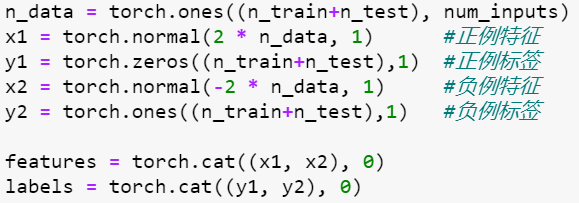 n_data = torch.ones((n_train+n_test), num_inputs)
x1 = torch.normal(2 * n_data, 1)       #正例特征
y1 = torch.zeros((n_train+n_test),1)  #正例标签
x2 = torch.normal(-2 * n_data, 1)      #负例特征
y2 = torch.ones((n_train+n_test),1)   #负例标签
features = torch.cat((x1, x2), 0)
labels = torch.cat((y1, y2), 0)